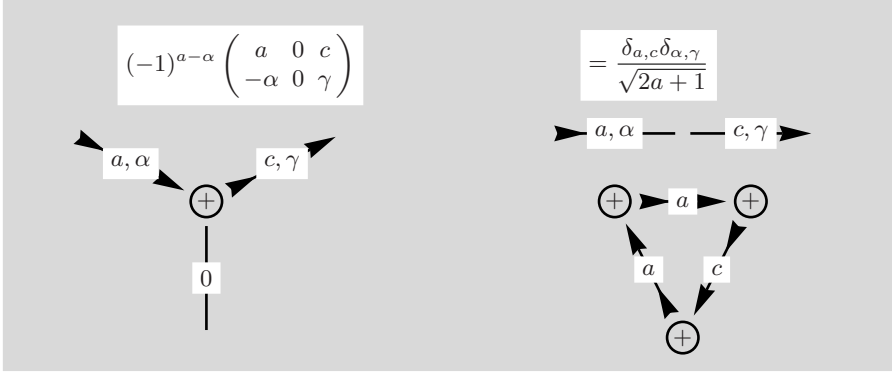 (−1)^{a−α} ( a 0 c
−α 0 γ )
= δ_{a,c}δ_{α,γ} / √(2a + 1)
a, α
c, γ
a, α
c, γ
+
0
+
a
+
a
c
+